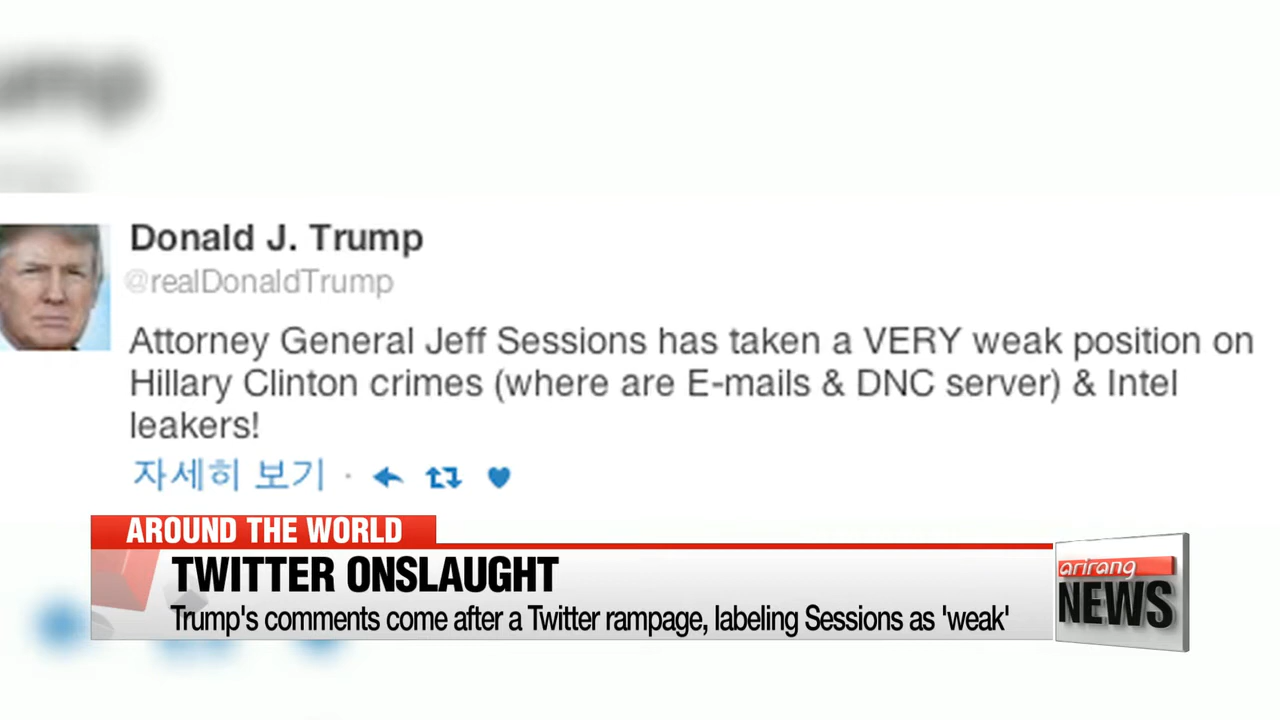 Donald J. Trump
@realDonaldTrump
Attorney General Jeff Sessions has taken a VERY weak position on
Hillary Clinton crimes (where are E-mails & DNC server) & Intel
leakers!
자세히 보기 ·
AROUND THE WORLD
TWITTER ONSLAUGHT
Trump's comments come after a Twitter rampage, labeling Sessions as 'weak'
arirang
NEWS